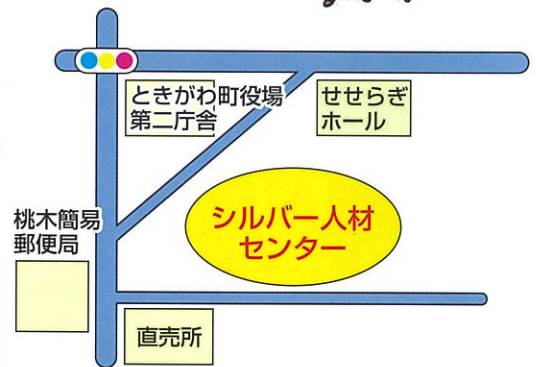 ときがわ町役場
第二庁舎
せせらぎ
ホール
桃木簡易
郵便局
シルバー人材
センター
直売所